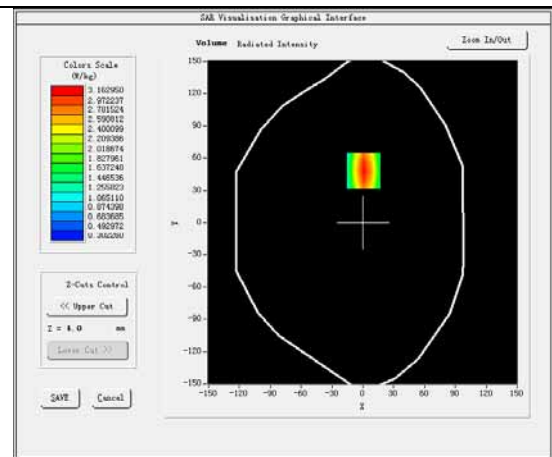 SAR Visualisation Graphical Interface
Volume Radiated Intensity
Zoom In/Out
Colors Scale
(W/kg)
3.162950
2.972237
2.781524
2.590812
2.400099
2.209386
2.018674
1.827961
1.637248
1.446536
1.255823
1.065110
0.874398
0.683685
0.492972
0.302260
Z-Cuts Control
<< Upper Cut
Z = 4.0 mm
Lower Cut >>
SAVE Cancel
150
120
90
60
30
0
-30
-60
-90
-120
-150
Y
-150 -120 -90 -60 -30 0 30 60 90 120 150
X